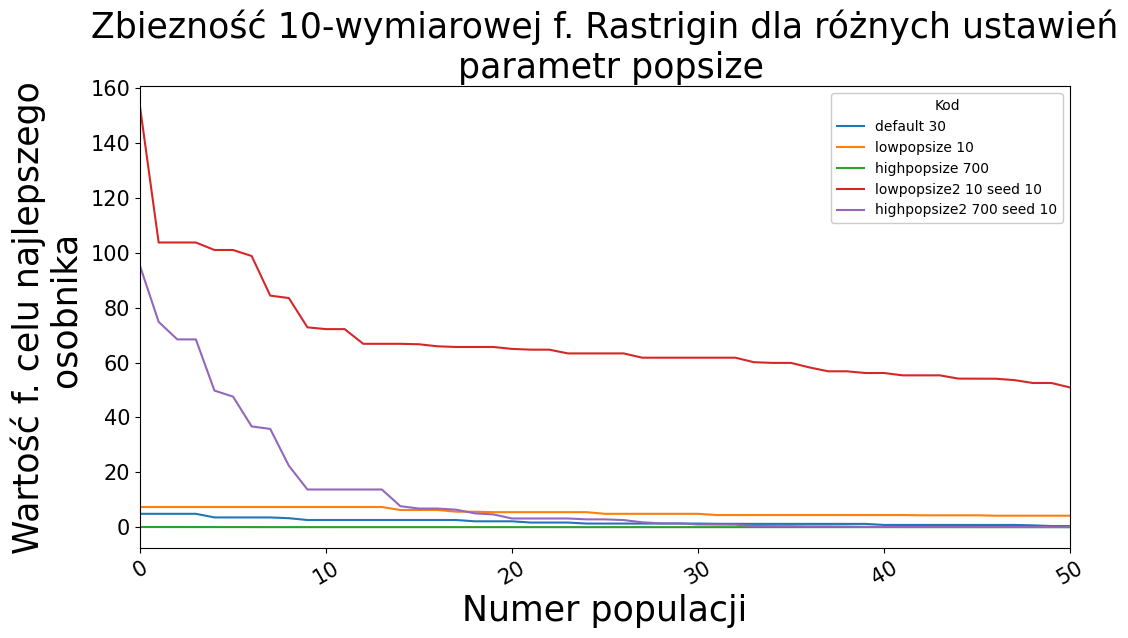 Zbiezność 10-wymiarowej f. Rastrigin dla różnych ustawień
parametr popsize
Wartość f. celu najlepszego
osobnika
160
140
120
100
80
60
40
20
0
Kod
default 30
lowpopsize 10
highpopsize 700
lowpopsize2 10 seed 10
highpopsize2 700 seed 10
0
10
20
30
40
50
Numer populacji